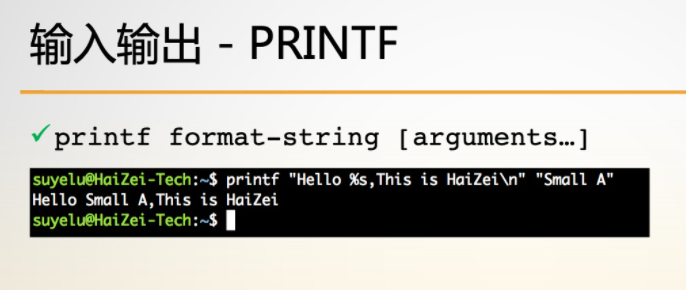 输入输出 - PRINTF
✓printf format-string [arguments…]
suyelu@HaiZei-Tech:~$ printf "Hello %s,This is HaiZei\n" "Small A"
Hello Small A,This is HaiZei
suyelu@HaiZei-Tech:~$